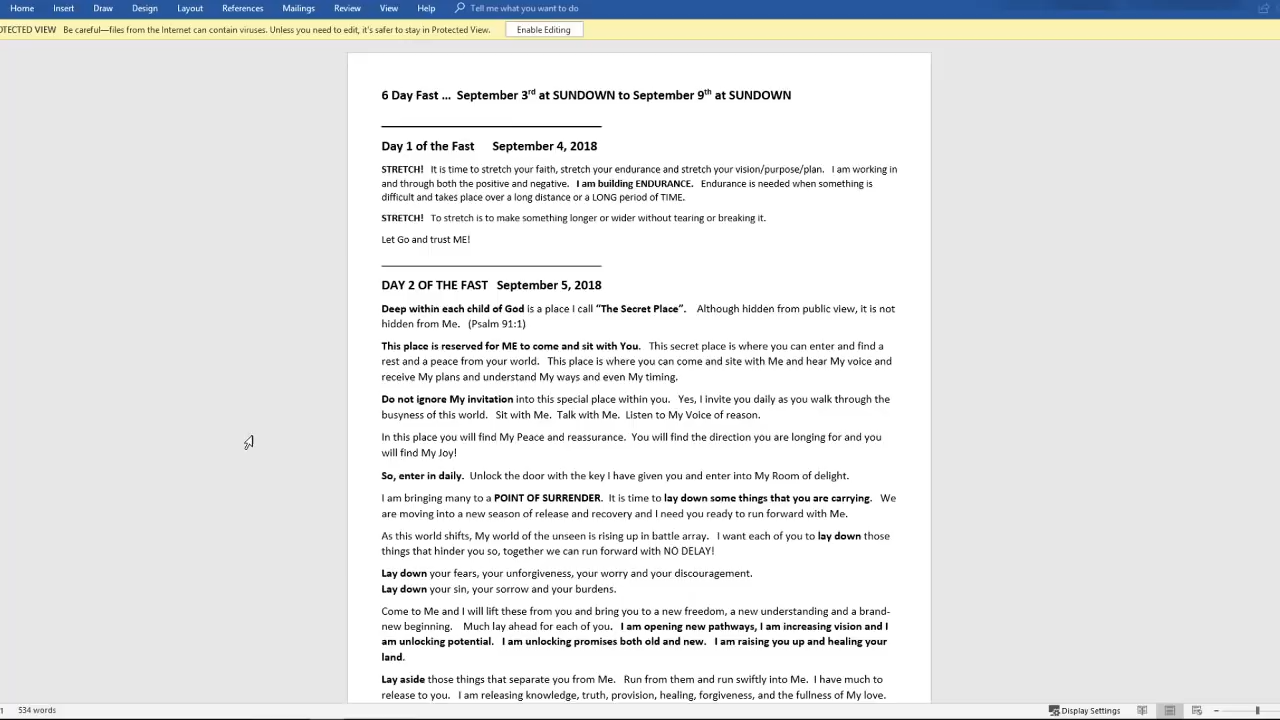 Home Insert Draw Design Layout References Mailings Review View Help Tell me what you want to do
OTECTED VIEW Be careful—files from the Internet can contain viruses. Unless you need to edit, it's safer to stay in Protected View. Enable Editing
6 Day Fast ... September 3rd at SUNDOWN to September 9th at SUNDOWN
Day 1 of the Fast September 4, 2018
STRETCH! It is time to stretch your faith, stretch your endurance and stretch your vision/purpose/plan. I am working in
and through both the positive and negative. I am building ENDURANCE. Endurance is needed when something is
difficult and takes place over a long distance or a LONG period of TIME.
STRETCH! To stretch is to make something longer or wider without tearing or breaking it.
Let Go and trust ME!
DAY 2 OF THE FAST September 5, 2018
Deep within each child of God is a place I call “The Secret Place”. Although hidden from public view, it is not
hidden from Me. (Psalm 91:1)
This place is reserved for ME to come and sit with You. This secret place is where you can enter and find a
rest and a peace from your world. This place is where you can come and site with Me and hear My voice and
receive My plans and understand My ways and even My timing.
Do not ignore My invitation into this special place within you. Yes, I invite you daily as you walk through the
busyness of this world. Sit with Me. Talk with Me. Listen to My Voice of reason.
In this place you will find My Peace and reassurance. You will find the direction you are longing for and you
will find My Joy!
So, enter in daily. Unlock the door with the key I have given you and enter into My Room of delight.
I am bringing many to a POINT OF SURRENDER. It is time to lay down some things that you are carrying. We
are moving into a new season of release and recovery and I need you ready to run forward with Me.
As this world shifts, My world of the unseen is rising up in battle array. I want each of you to lay down those
things that hinder you so, together we can run forward with NO DELAY!
Lay down your fears, your unforgiveness, your worry and your discouragement.
Lay down your sin, your sorrow and your burdens.
Come to Me and I will lift these from you and bring you to a new freedom, a new understanding and a brand-
new beginning. Much lay ahead for each of you. I am opening new pathways, I am increasing vision and I
am unlocking potential. I am unlocking promises both old and new. I am raising you up and healing your
land.
Lay aside those things that separate you from Me. Run from them and run swiftly into Me. I have much to
release to you. I am releasing knowledge, truth, provision, healing, forgiveness, and the fullness of My love.
1 534 words Display Settings